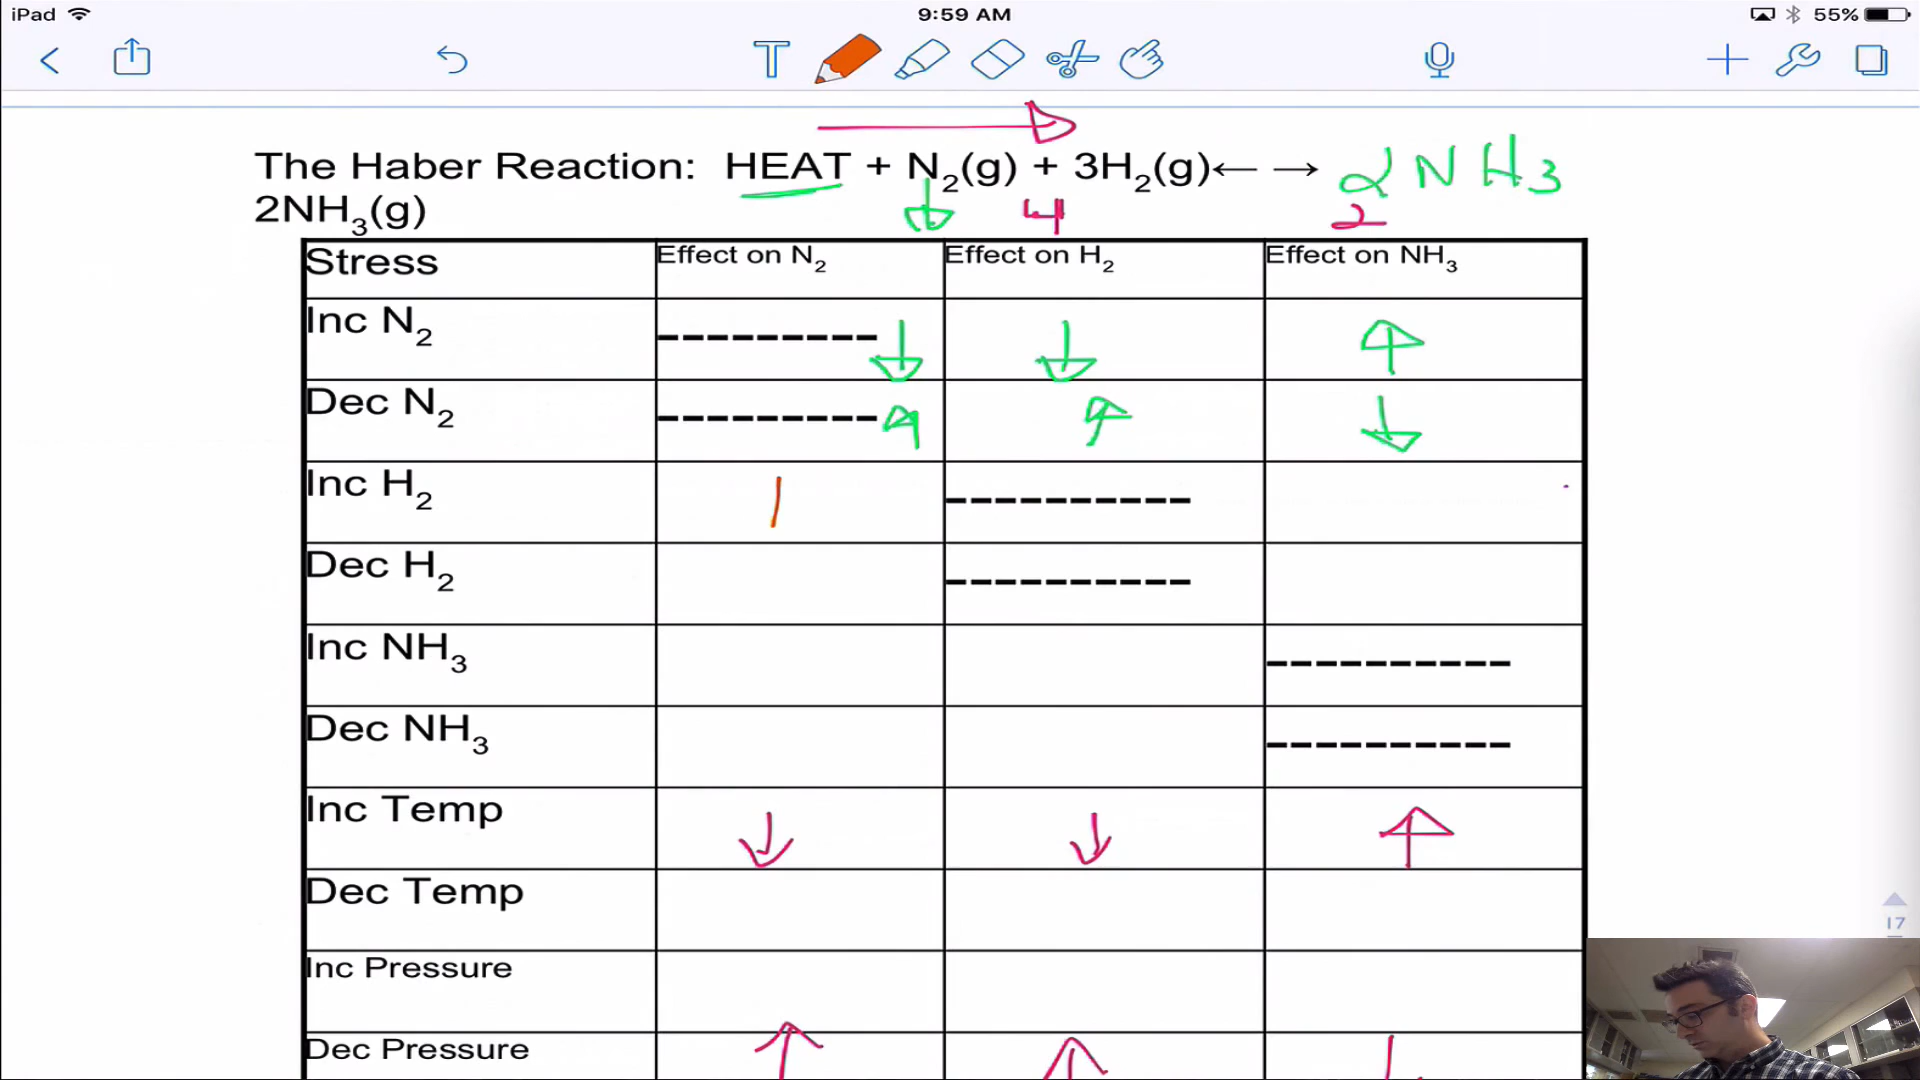 iPad 9:59 AM 55%
T
The Haber Reaction: HEAT + N₂(g) + 3H₂(g)← → 2NH3
2NH₃(g) 4 2
Stress Effect on N₂ Effect on H₂ Effect on NH₃
Inc N₂ --------- ↓ ↓ ↑
Dec N₂ --------- ↑ ↑ ↓
Inc H₂ ----------
Dec H₂ ----------
Inc NH₃ ----------
Dec NH₃ ----------
Inc Temp ↓ ↓ ↑
Dec Temp
17
Inc Pressure
Dec Pressure ↑ ↑